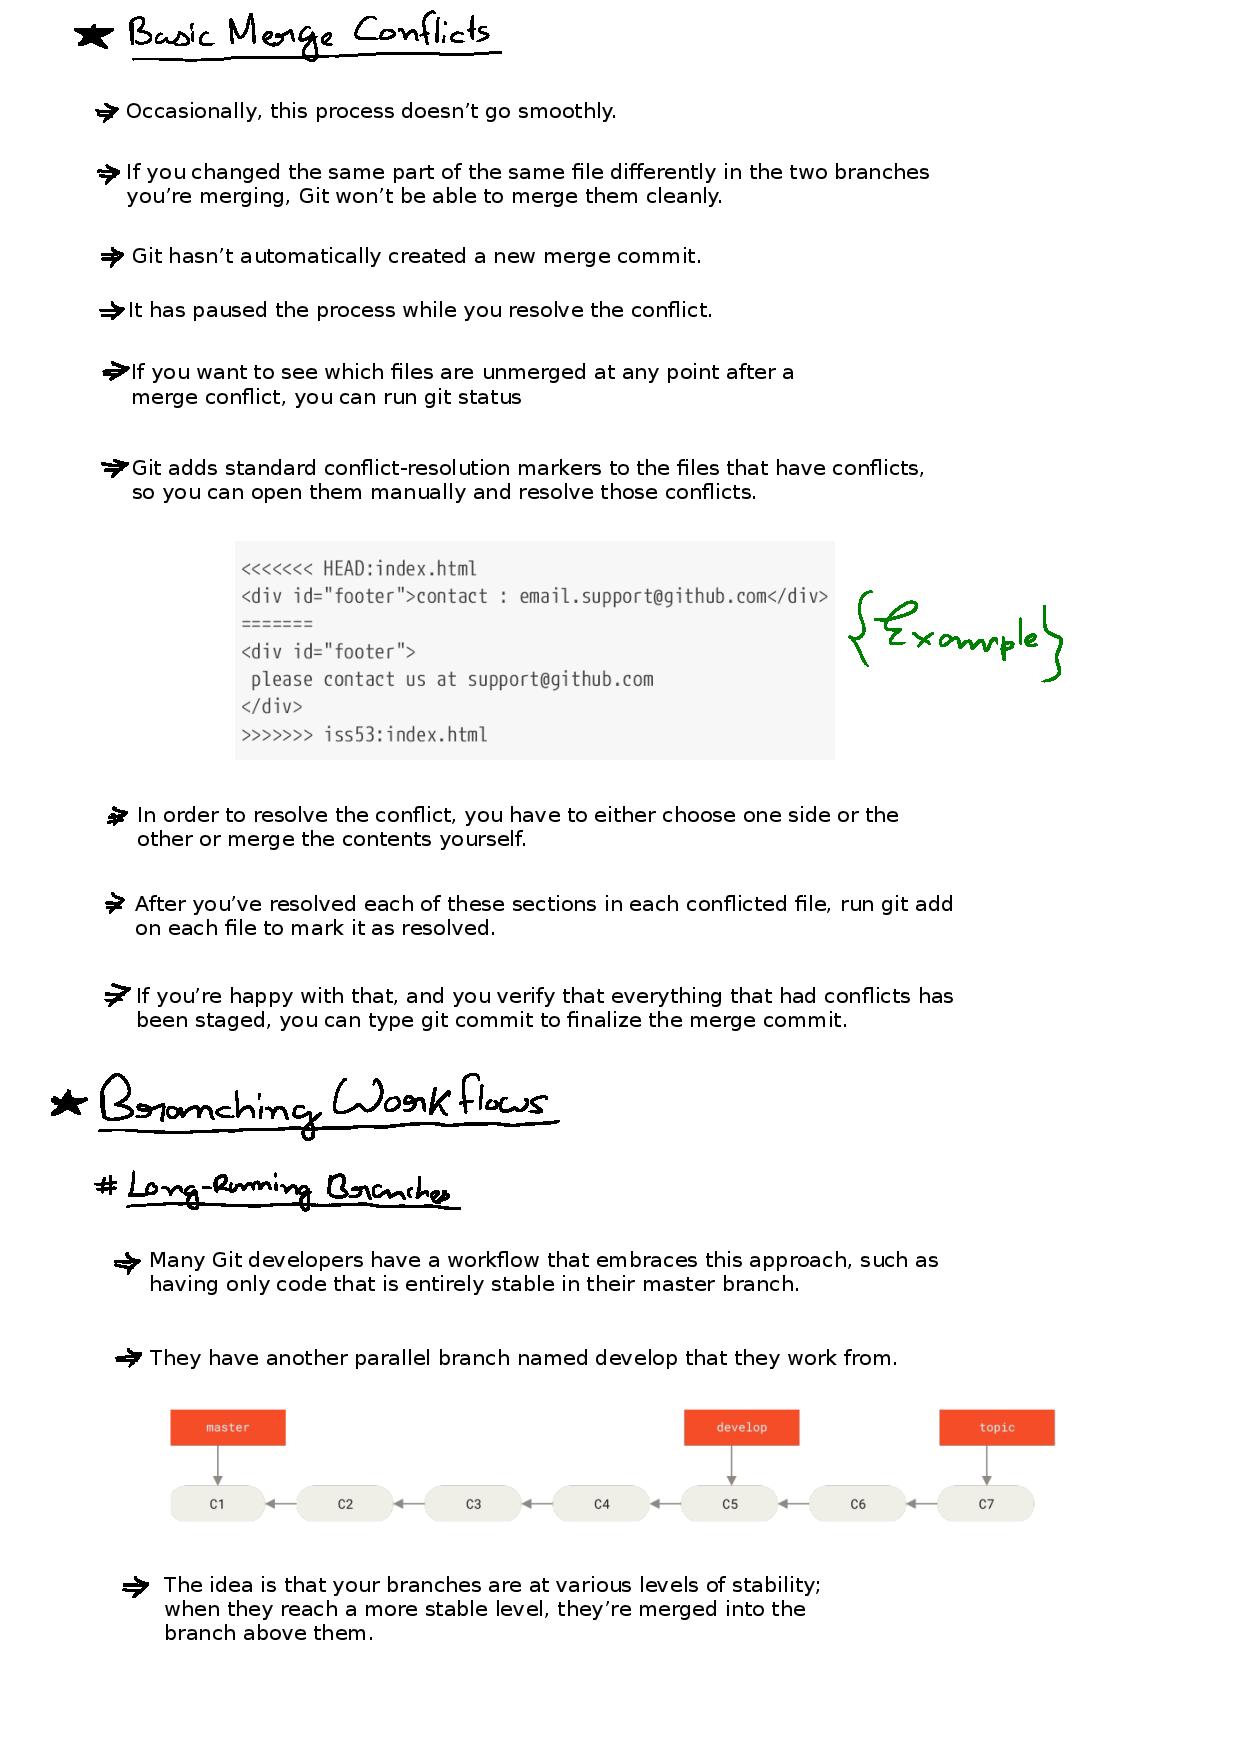 ★ Basic Merge Conflicts
⇒ Occasionally, this process doesn’t go smoothly.
⇒ If you changed the same part of the same file differently in the two branches
you’re merging, Git won’t be able to merge them cleanly.
⇒ Git hasn’t automatically created a new merge commit.
⇒ It has paused the process while you resolve the conflict.
⇒ If you want to see which files are unmerged at any point after a
merge conflict, you can run git status
⇒ Git adds standard conflict-resolution markers to the files that have conflicts,
so you can open them manually and resolve those conflicts.
<<<<<<< HEAD:index.html
<div id="footer">contact : email.support@github.com</div>
=======
<div id="footer">
 please contact us at support@github.com
</div>
>>>>>>> iss53:index.html
{Example}
⇒ In order to resolve the conflict, you have to either choose one side or the
other or merge the contents yourself.
⇒ After you’ve resolved each of these sections in each conflicted file, run git add
on each file to mark it as resolved.
⇒ If you’re happy with that, and you verify that everything that had conflicts has
been staged, you can type git commit to finalize the merge commit.
★ Branching Workflows
# Long-Running Branches
⇒ Many Git developers have a workflow that embraces this approach, such as
having only code that is entirely stable in their master branch.
⇒ They have another parallel branch named develop that they work from.
master develop topic
C1 C2 C3 C4 C5 C6 C7
⇒ The idea is that your branches are at various levels of stability;
when they reach a more stable level, they’re merged into the
branch above them.